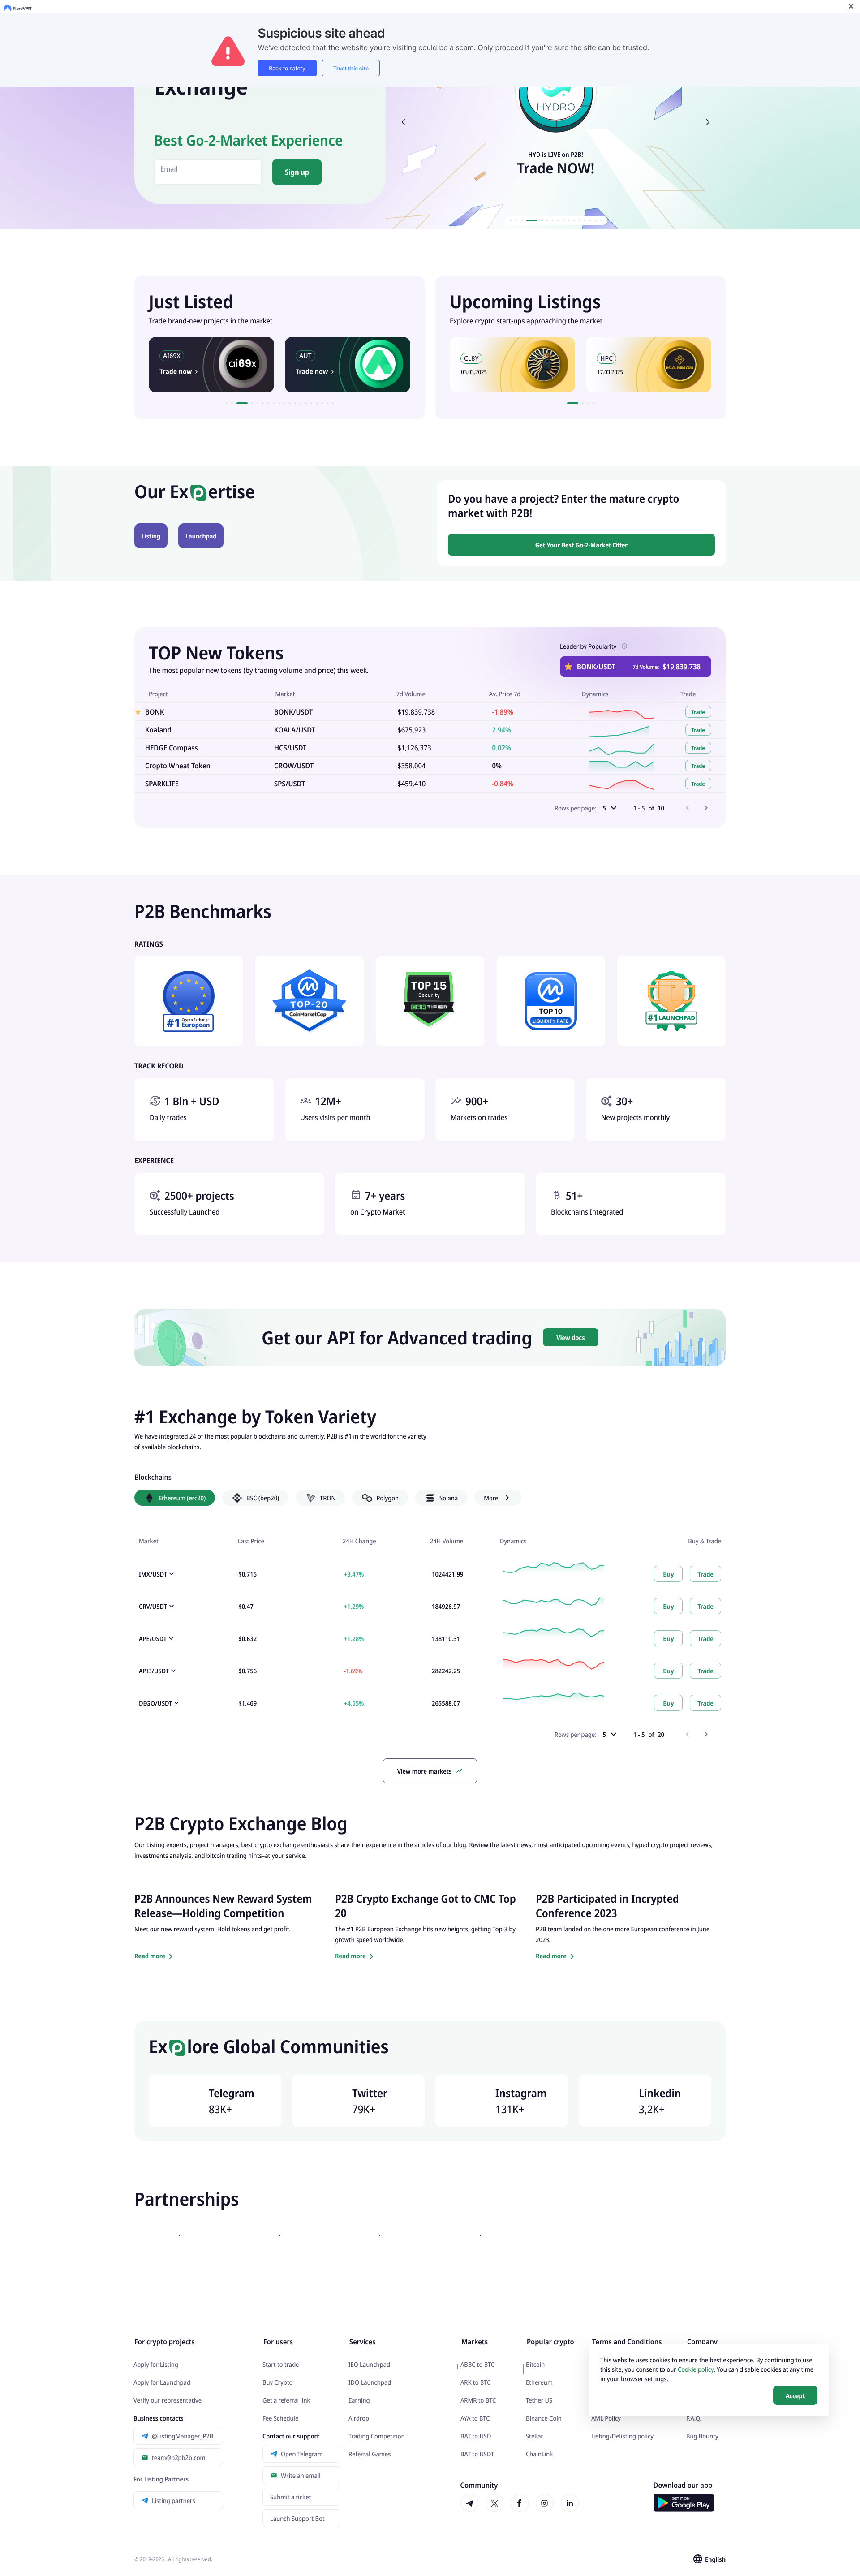 NordVPN
Suspicious site ahead
We've detected that the website you're visiting could be a scam. Only proceed if you're sure the site can be trusted.
Back to safety
Trust this site
Exchange
Best Go-2-Market Experience
Email
Sign up
HYDRO
HYD is LIVE on P2B!
Trade NOW!
Just Listed
Trade brand-new projects in the market
AI69X
Trade now
ai69x
AUT
Trade now
Upcoming Listings
Explore crypto start-ups approaching the market
CL8Y
03.03.2025
HPC
17.03.2025
Our Expertise
Listing
Launchpad
Do you have a project? Enter the mature crypto
market with P2B!
Get Your Best Go-2-Market Offer
TOP New Tokens
The most popular new tokens (by trading volume and price) this week.
Leader by Popularity
BONK/USDT 7d Volume: $19,839,738
Project Market 7d Volume Av. Price 7d Dynamics Trade
BONK BONK/USDT $19,839,738 -1.89% Trade
Koaland KOALA/USDT $675,923 2.94% Trade
HEDGE Compass HCS/USDT $1,126,373 0.02% Trade
Cropto Wheat Token CROW/USDT $358,004 0% Trade
SPARKLIFE SPS/USDT $459,410 -0.84% Trade
Rows per page: 5 1 - 5 of 10
P2B Benchmarks
RATINGS
#1 Crypto Exchange European
TOP-20
CoinMarketCap
TOP 15
Security
TOP 10
LIQUIDITY RATE
#1 LAUNCHPAD
TRACK RECORD
1 Bln + USD
Daily trades
12M+
Users visits per month
900+
Markets on trades
30+
New projects monthly
EXPERIENCE
2500+ projects
Successfully Launched
7+ years
on Crypto Market
51+
Blockchains Integrated
Get our API for Advanced trading
View docs
#1 Exchange by Token Variety
We have integrated 24 of the most popular blockchains and currently, P2B is #1 in the world for the variety
of available blockchains.
Blockchains
Ethereum (erc20) BSC (bep20) TRON Polygon Solana More
Market Last Price 24H Change 24H Volume Dynamics Buy & Trade
IMX/USDT $0.715 +3.47% 1024421.99 Buy Trade
CRV/USDT $0.47 +1.29% 184926.97 Buy Trade
APE/USDT $0.632 +1.28% 138110.31 Buy Trade
API3/USDT $0.756 -1.69% 282242.25 Buy Trade
DEGO/USDT $1.469 +4.55% 265588.07 Buy Trade
Rows per page: 5 1 - 5 of 20
View more markets
P2B Crypto Exchange Blog
Our Listing experts, project managers, best crypto exchange enthusiasts share their experience in the articles of our blog. Review the latest news, most anticipated upcoming events, hyped crypto project reviews,
investments analysis, and bitcoin trading hints–at your service.
P2B Announces New Reward System
Release—Holding Competition
Meet our new reward system. Hold tokens and get profit.
Read more
P2B Crypto Exchange Got to CMC Top
20
The #1 P2B European Exchange hits new heights, getting Top-3 by
growth speed worldwide.
Read more
P2B Participated in Incrypted
Conference 2023
P2B team landed on the one more European conference in June
2023.
Read more
Explore Global Communities
Telegram
83K+
Twitter
79K+
Instagram
131K+
Linkedin
3,2K+
Partnerships
For crypto projects
Apply for Listing
Apply for Launchpad
Verify our representative
Business contacts
@ListingManager_P2B
team@p2pb2b.com
For Listing Partners
Listing partners
For users
Start to trade
Buy Crypto
Get a referral link
Fee Schedule
Contact our support
Open Telegram
Write an email
Submit a ticket
Launch Support Bot
Services
IEO Launchpad
IDO Launchpad
Earning
Airdrop
Trading Competition
Referral Games
Markets
ABBC to BTC
ARK to BTC
ARMR to BTC
AYA to BTC
BAT to USD
BAT to USDT
Popular crypto
Bitcoin
Ethereum
Tether US
Binance Coin
Stellar
ChainLink
Terms and Conditions
AML Policy
Listing/Delisting policy
Company
F.A.Q.
Bug Bounty
This website uses cookies to ensure the best experience. By continuing to use
this site, you consent to our Cookie policy. You can disable cookies at any time
in your browser settings.
Accept
Community
Download our app
GET IT ON
Google Play
© 2018-2025 . All rights reserved.
English